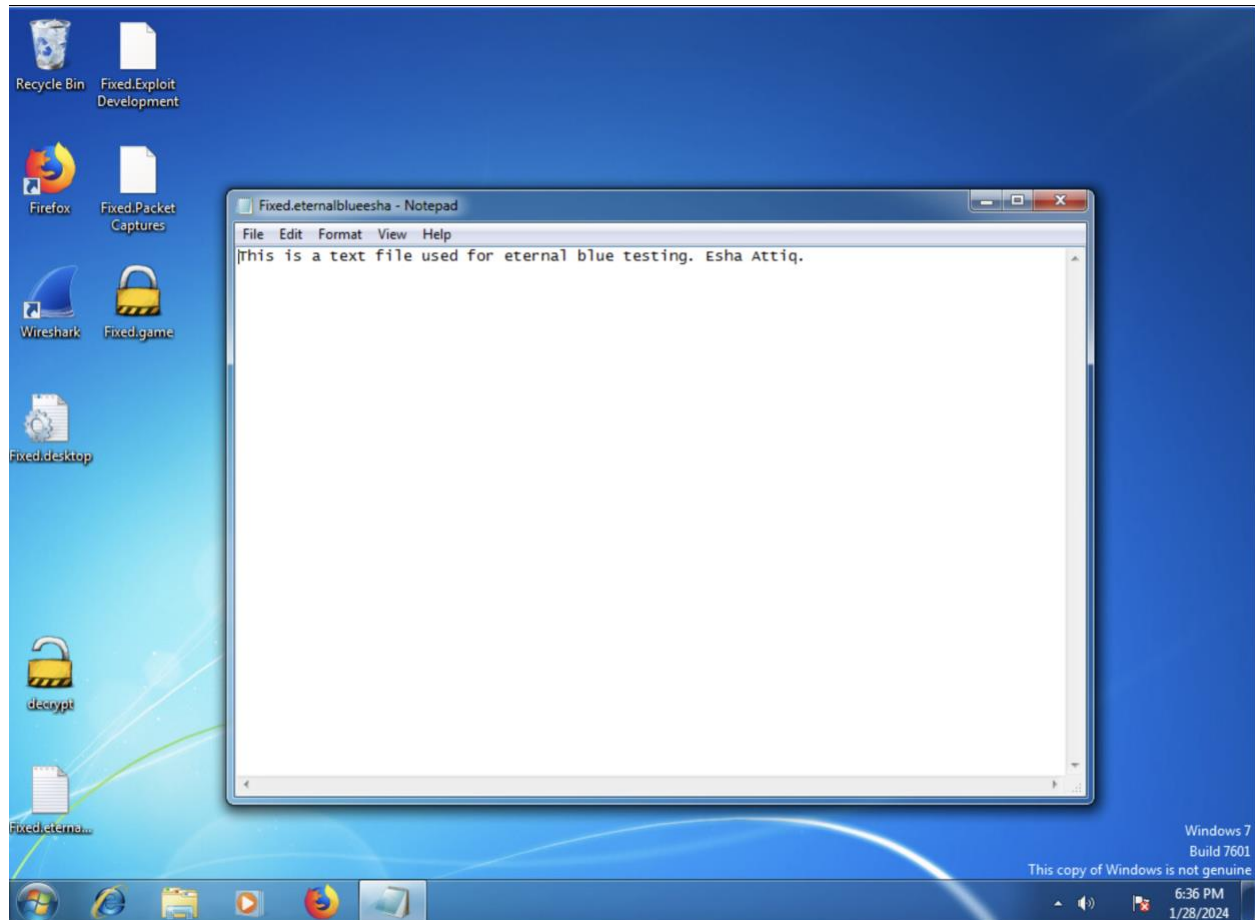 Recycle Bin
Fixed.Exploit
Development
Firefox
Fixed.Packet
Captures
Wireshark
Fixed.game
Fixed.desktop
decrypt
Fixed.eterna...
Fixed.eternalblueesha - Notepad
File Edit Format View Help
This is a text file used for eternal blue testing. Esha Attiq.
Windows 7
Build 7601
This copy of Windows is not genuine
6:36 PM
1/28/2024